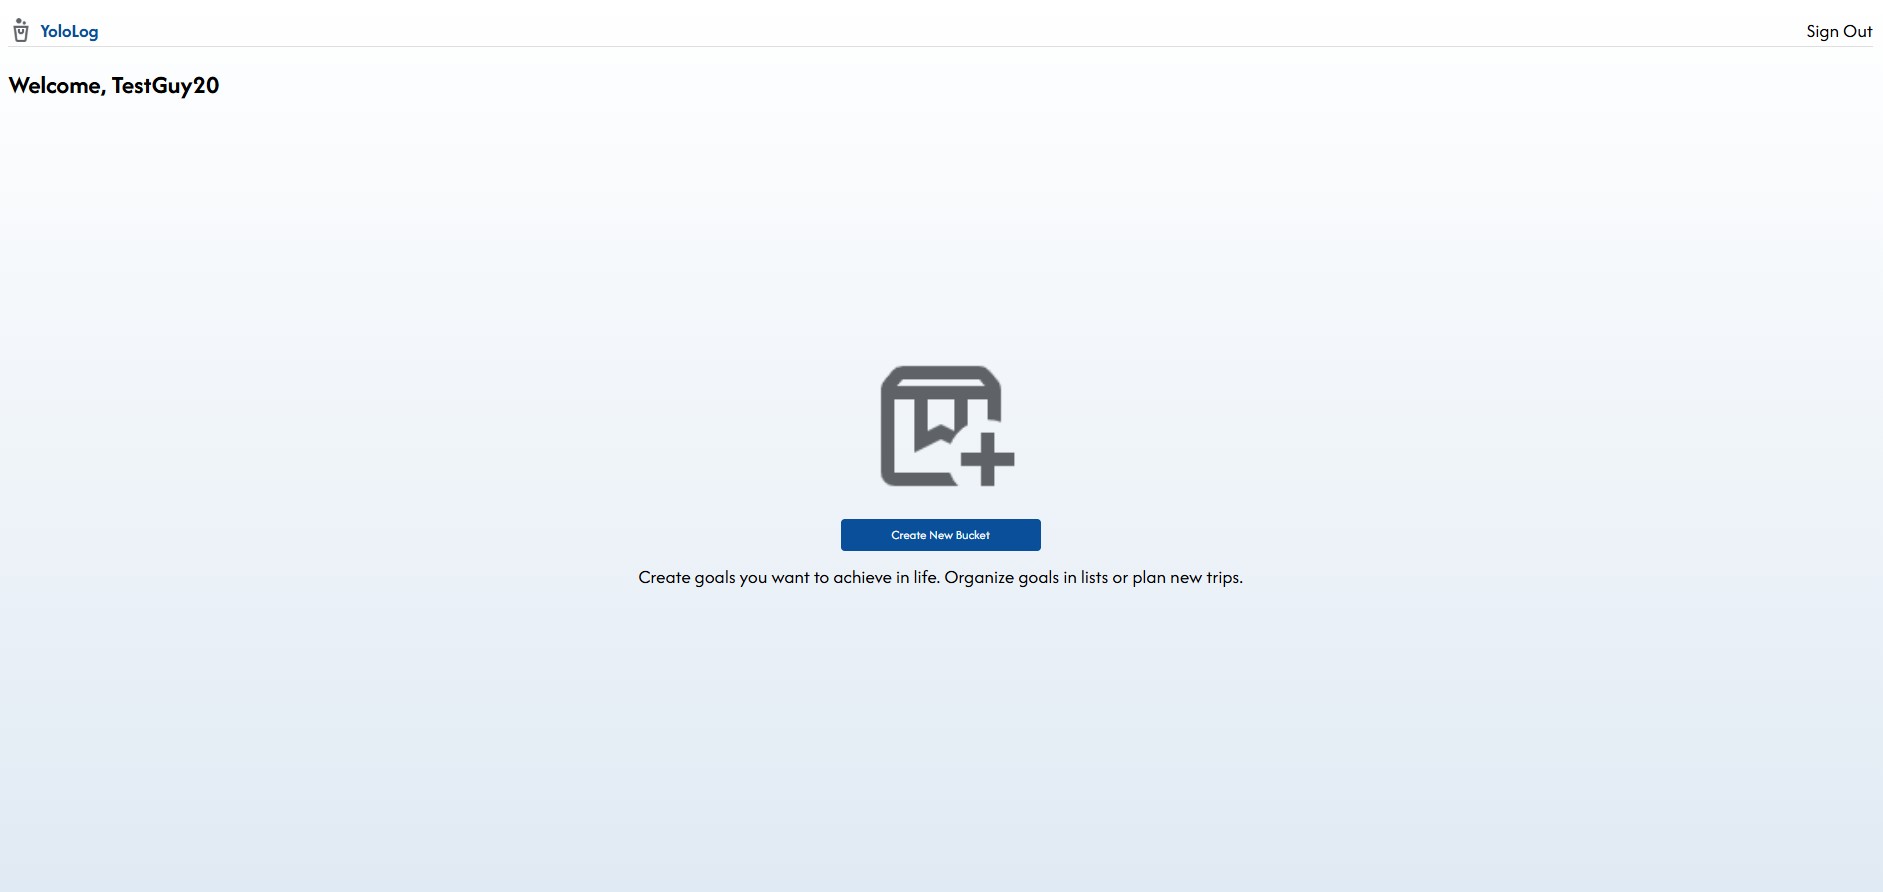 YoloLog
Sign Out
Welcome, TestGuy20
Create New Bucket
Create goals you want to achieve in life. Organize goals in lists or plan new trips.